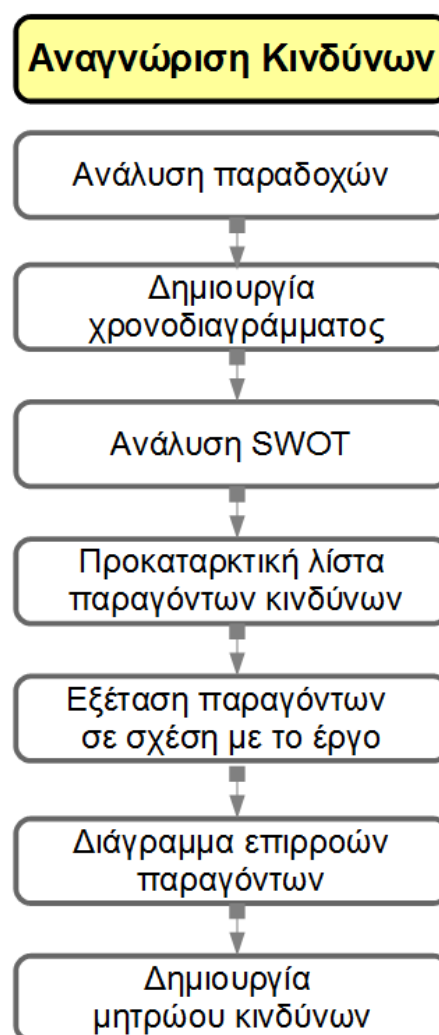 Αναγνώριση Κινδύνων
Ανάλυση παραδοχών
Δημιουργία
χρονοδιαγράμματος
Ανάλυση SWOT
Προκαταρκτική λίστα
παραγόντων κινδύνων
Εξέταση παραγόντων
σε σχέση με το έργο
Διάγραμμα επιρροών
παραγόντων
Δημιουργία
μητρώου κινδύνων